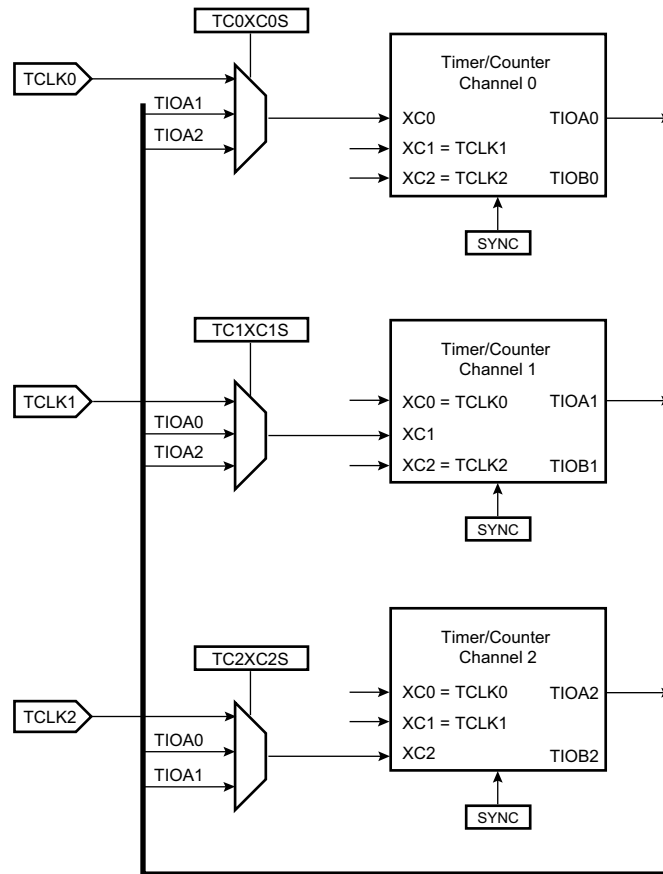 TC0XC0S
TCLK0
TIOA1
TIOA2
Timer/Counter
Channel 0
XC0
TIOA0
XC1 = TCLK1
XC2 = TCLK2
TIOB0
SYNC
TC1XC1S
TCLK1
TIOA0
TIOA2
Timer/Counter
Channel 1
XC0 = TCLK0
TIOA1
XC1
XC2 = TCLK2
TIOB1
SYNC
TC2XC2S
TCLK2
TIOA0
TIOA1
Timer/Counter
Channel 2
XC0 = TCLK0
TIOA2
XC1 = TCLK1
XC2
TIOB2
SYNC